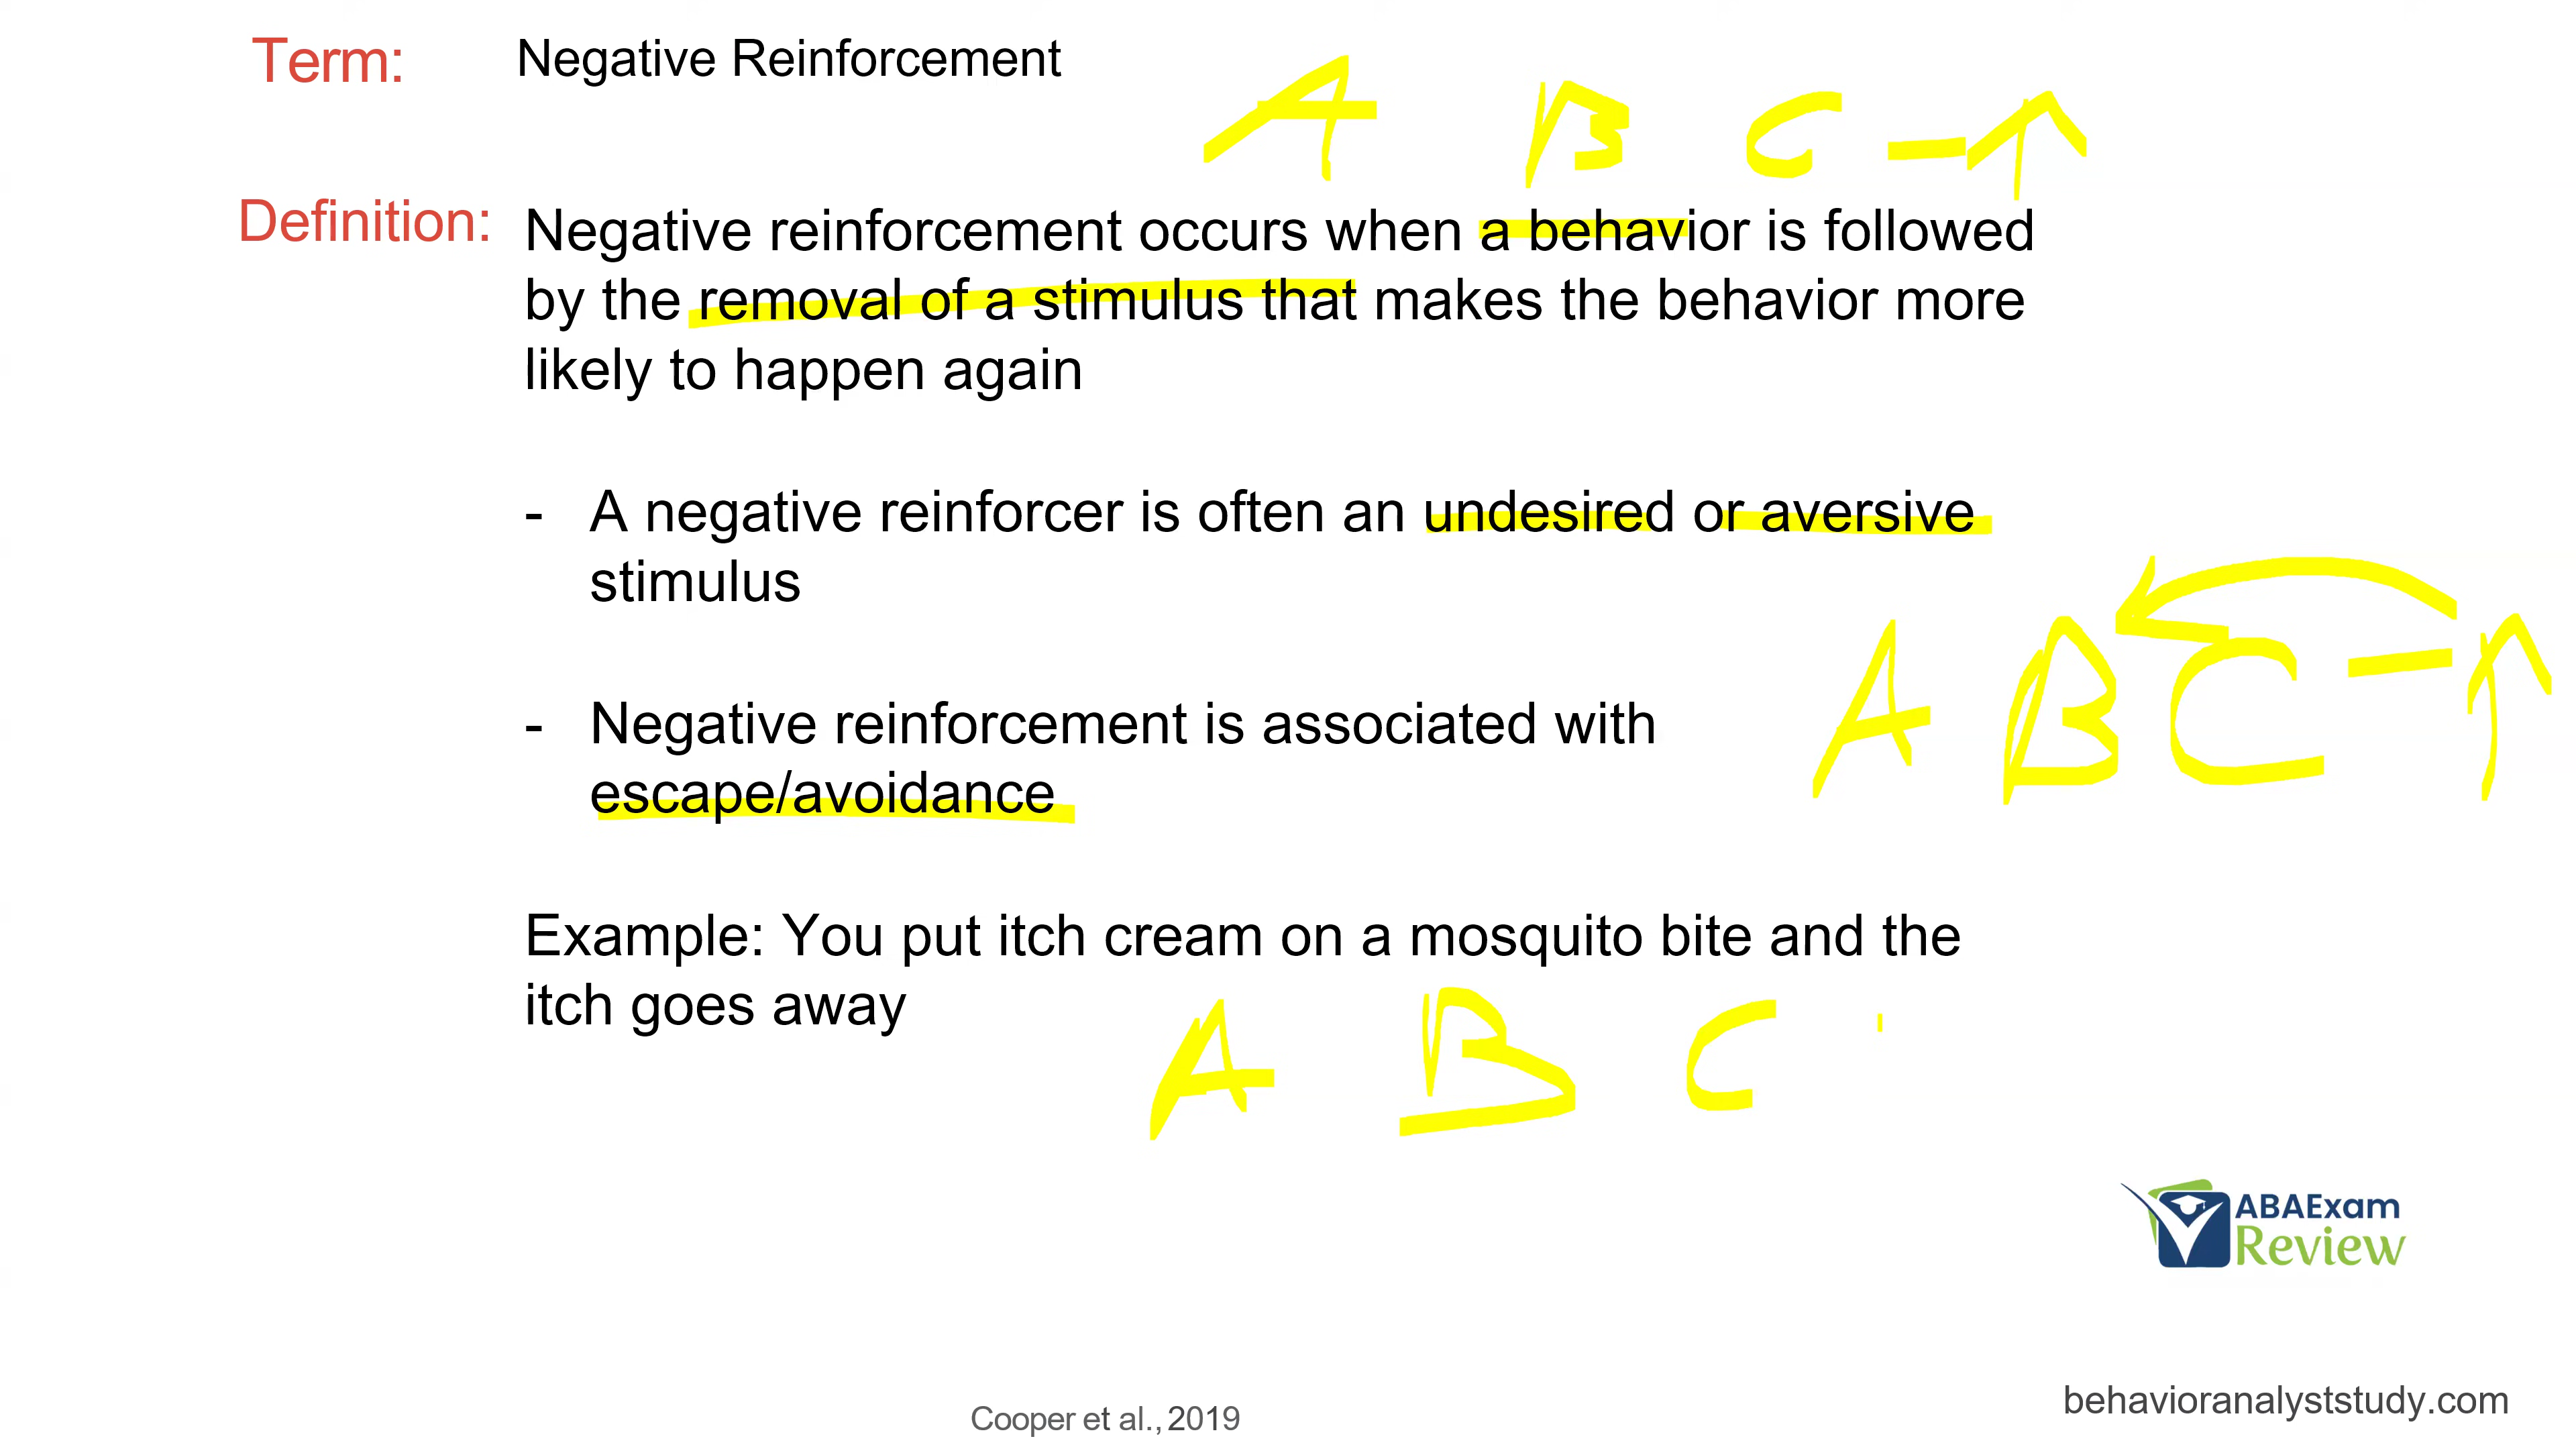 Term: Negative Reinforcement
A B C - ↑
Definition: Negative reinforcement occurs when a behavior is followed
by the removal of a stimulus that makes the behavior more
likely to happen again
- A negative reinforcer is often an undesired or aversive
stimulus
A B C - ↑
- Negative reinforcement is associated with
escape/avoidance
Example: You put itch cream on a mosquito bite and the
itch goes away
A B C
ABAExam
Review
behavioranalyststudy.com
Cooper et al., 2019